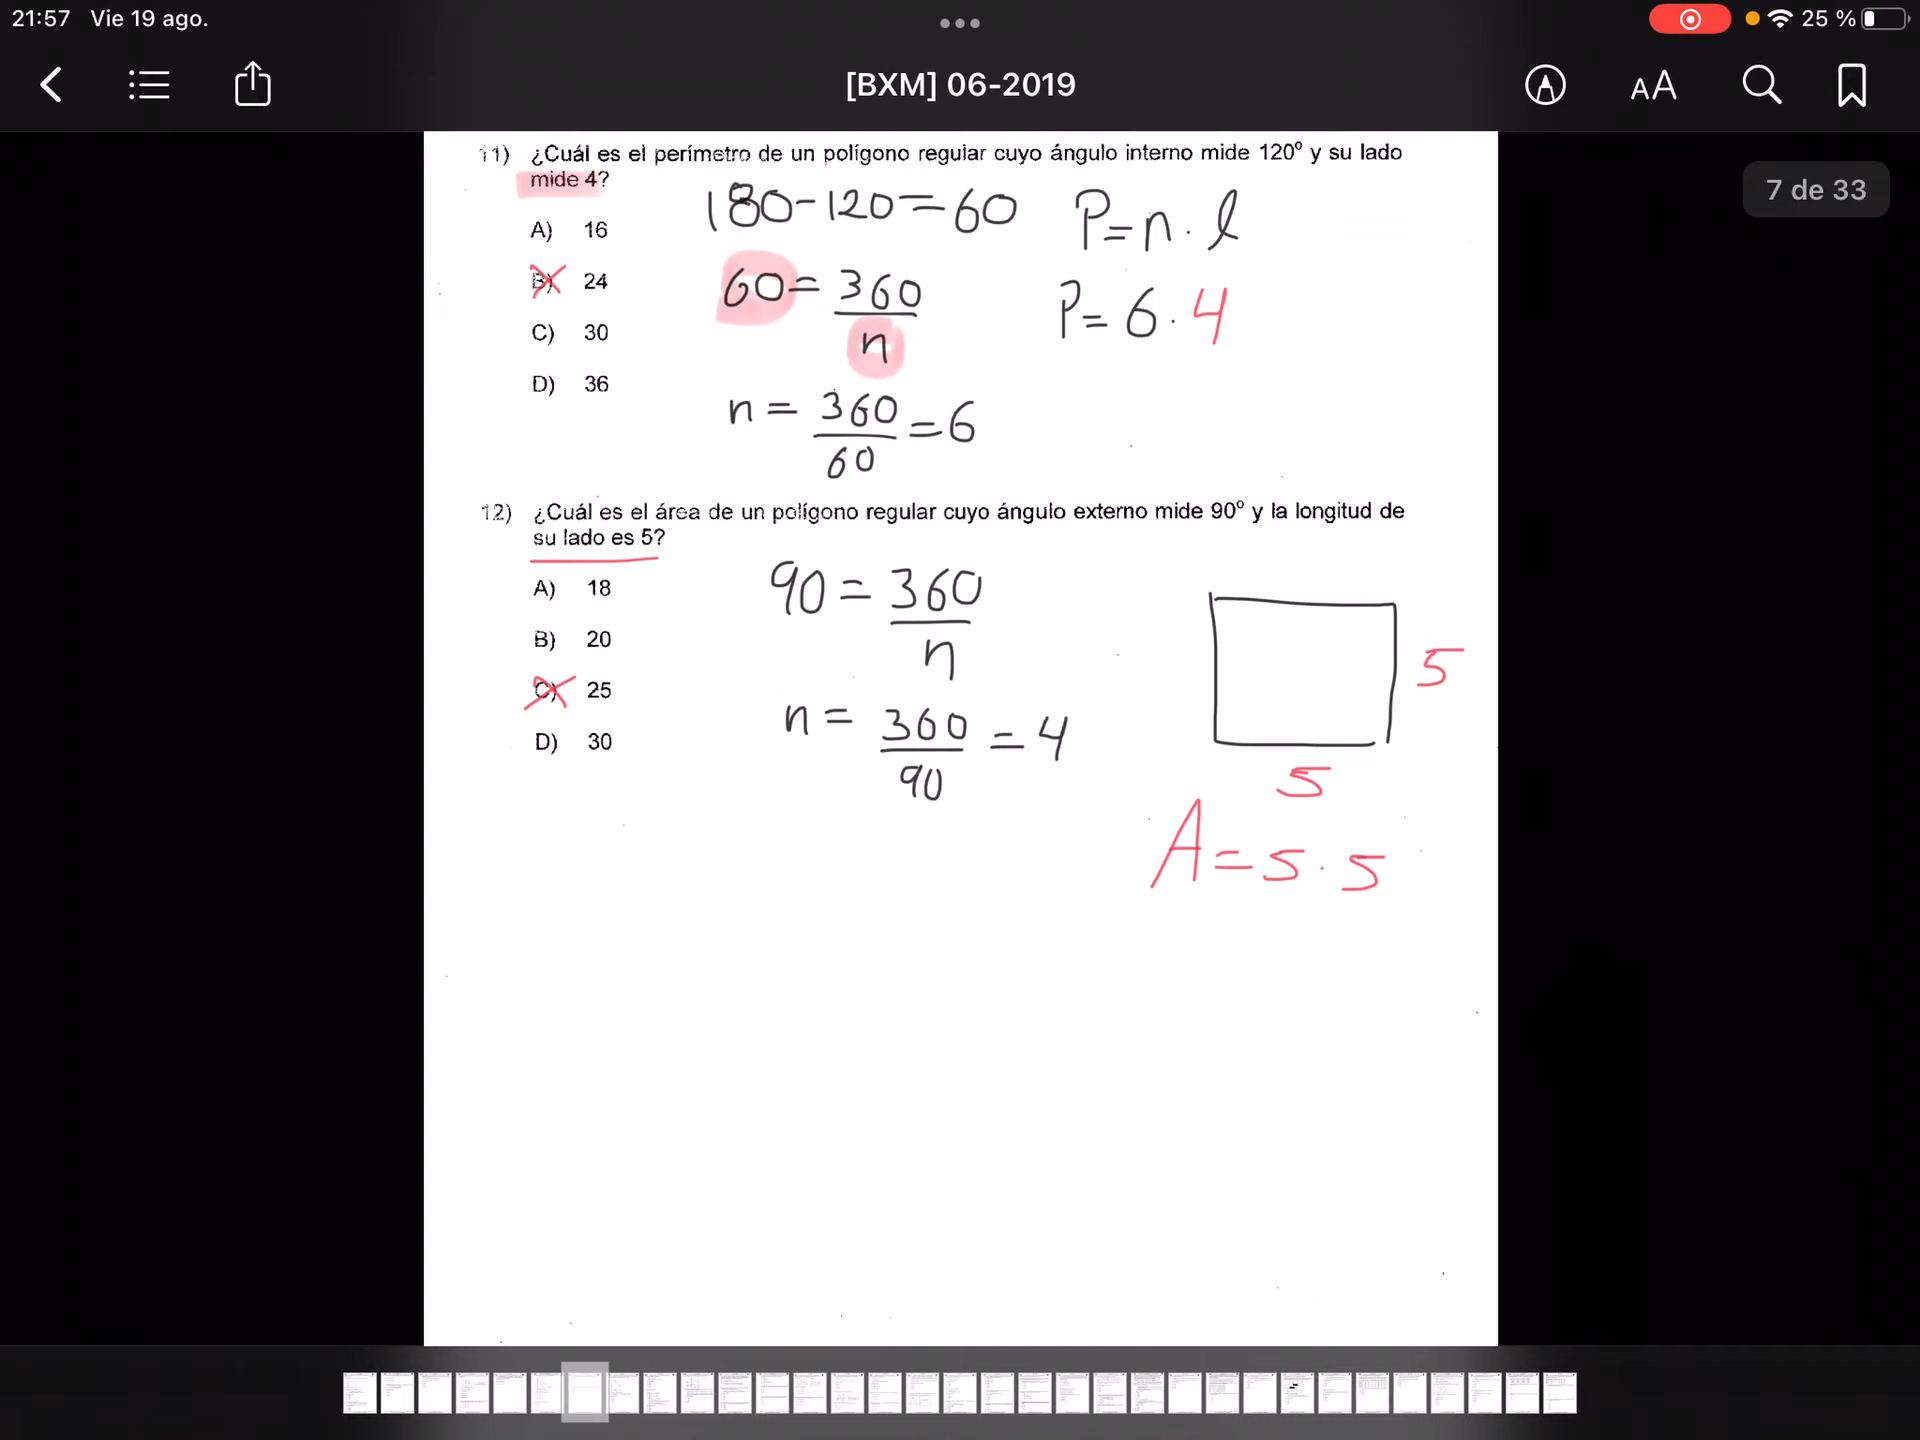 21:57 Vie 19 ago.
25 %
[BXM] 06-2019
AA
7 de 33
11) ¿Cuál es el perímetro de un polígono regular cuyo ángulo interno mide 120º y su lado
mide 4?
A) 16
B) 24
C) 30
D) 36
180-120=60
60=360/n
n=360/60=6
P=n·l
P=6·4
12) ¿Cuál es el área de un polígono regular cuyo ángulo externo mide 90º y la longitud de
su lado es 5?
A) 18
B) 20
C) 25
D) 30
90=360/n
n=360/90=4
5
5
A=5·5